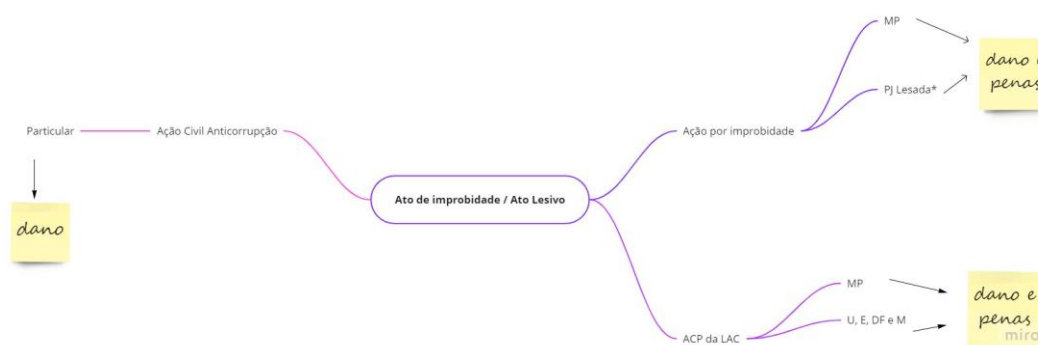 MP
dano e
penas
PJ Lesada*
Particular
Ação Civil Anticorrupção
Ação por improbidade
dano
Ato de improbidade / Ato Lesivo
MP
dano e
penas
U, E, DF e M
ACP da LAC
miro